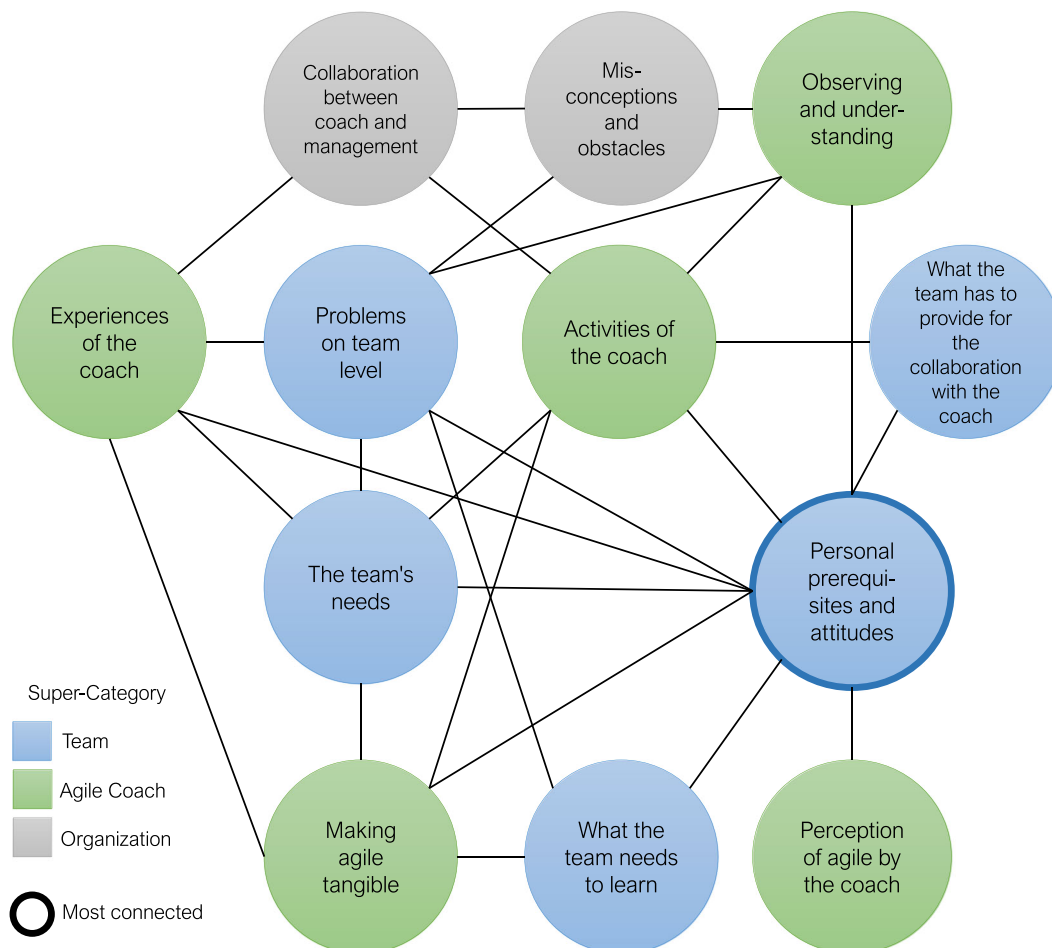 Collaboration
between
coach and
management
Mis-
conceptions
and
obstacles
Observing
and under-
standing
Experiences
of the
coach
Problems
on team
level
Activities of
the coach
What the
team has to
provide for
the
collaboration
with the
coach
The team's
needs
Personal
prerequi-
sites and
attitudes
Making
agile
tangible
What the
team needs
to learn
Perception
of agile by
the coach
Super-Category
Team
Agile Coach
Organization
Most connected